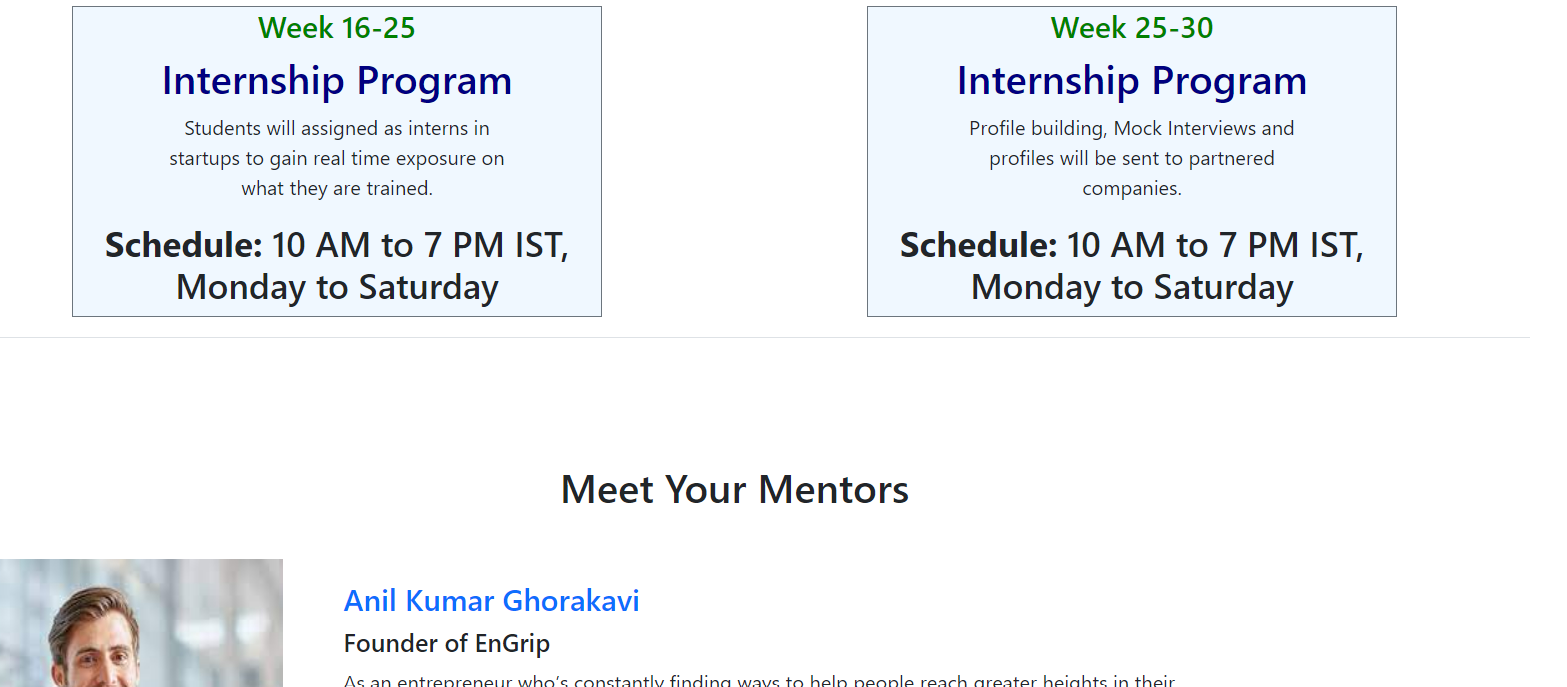 Week 16-25
Internship Program
Students will assigned as interns in
startups to gain real time exposure on
what they are trained.
Schedule: 10 AM to 7 PM IST,
Monday to Saturday
Week 25-30
Internship Program
Profile building, Mock Interviews and
profiles will be sent to partnered
companies.
Schedule: 10 AM to 7 PM IST,
Monday to Saturday
Meet Your Mentors
Anil Kumar Ghorakavi
Founder of EnGrip
As an entrepreneur who's constantly finding ways to help people reach greater heights in their